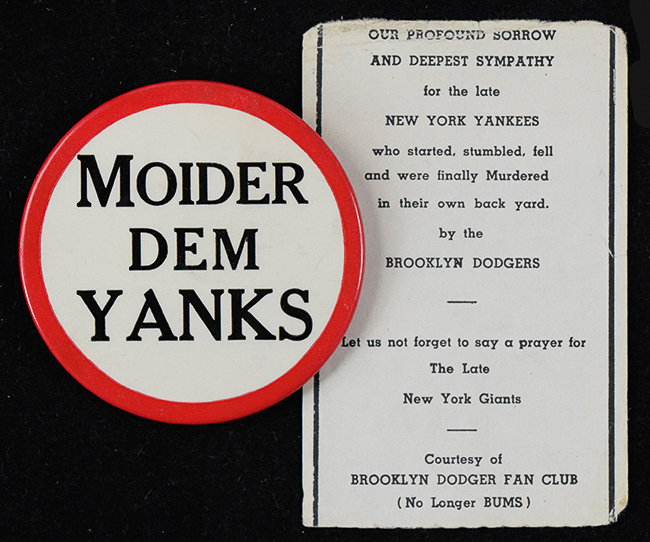 MOIDER
DEM
YANKS
OUR PROFOUND SORROW
AND DEEPEST SYMPATHY
for the late
NEW YORK YANKEES
who started, stumbled, fell
and were finally Murdered
in their own back yard.
by the
BROOKLYN DODGERS
Let us not forget to say a prayer for
The Late
New York Giants
Courtesy of
BROOKLYN DODGER FAN CLUB
(No Longer BUMS)